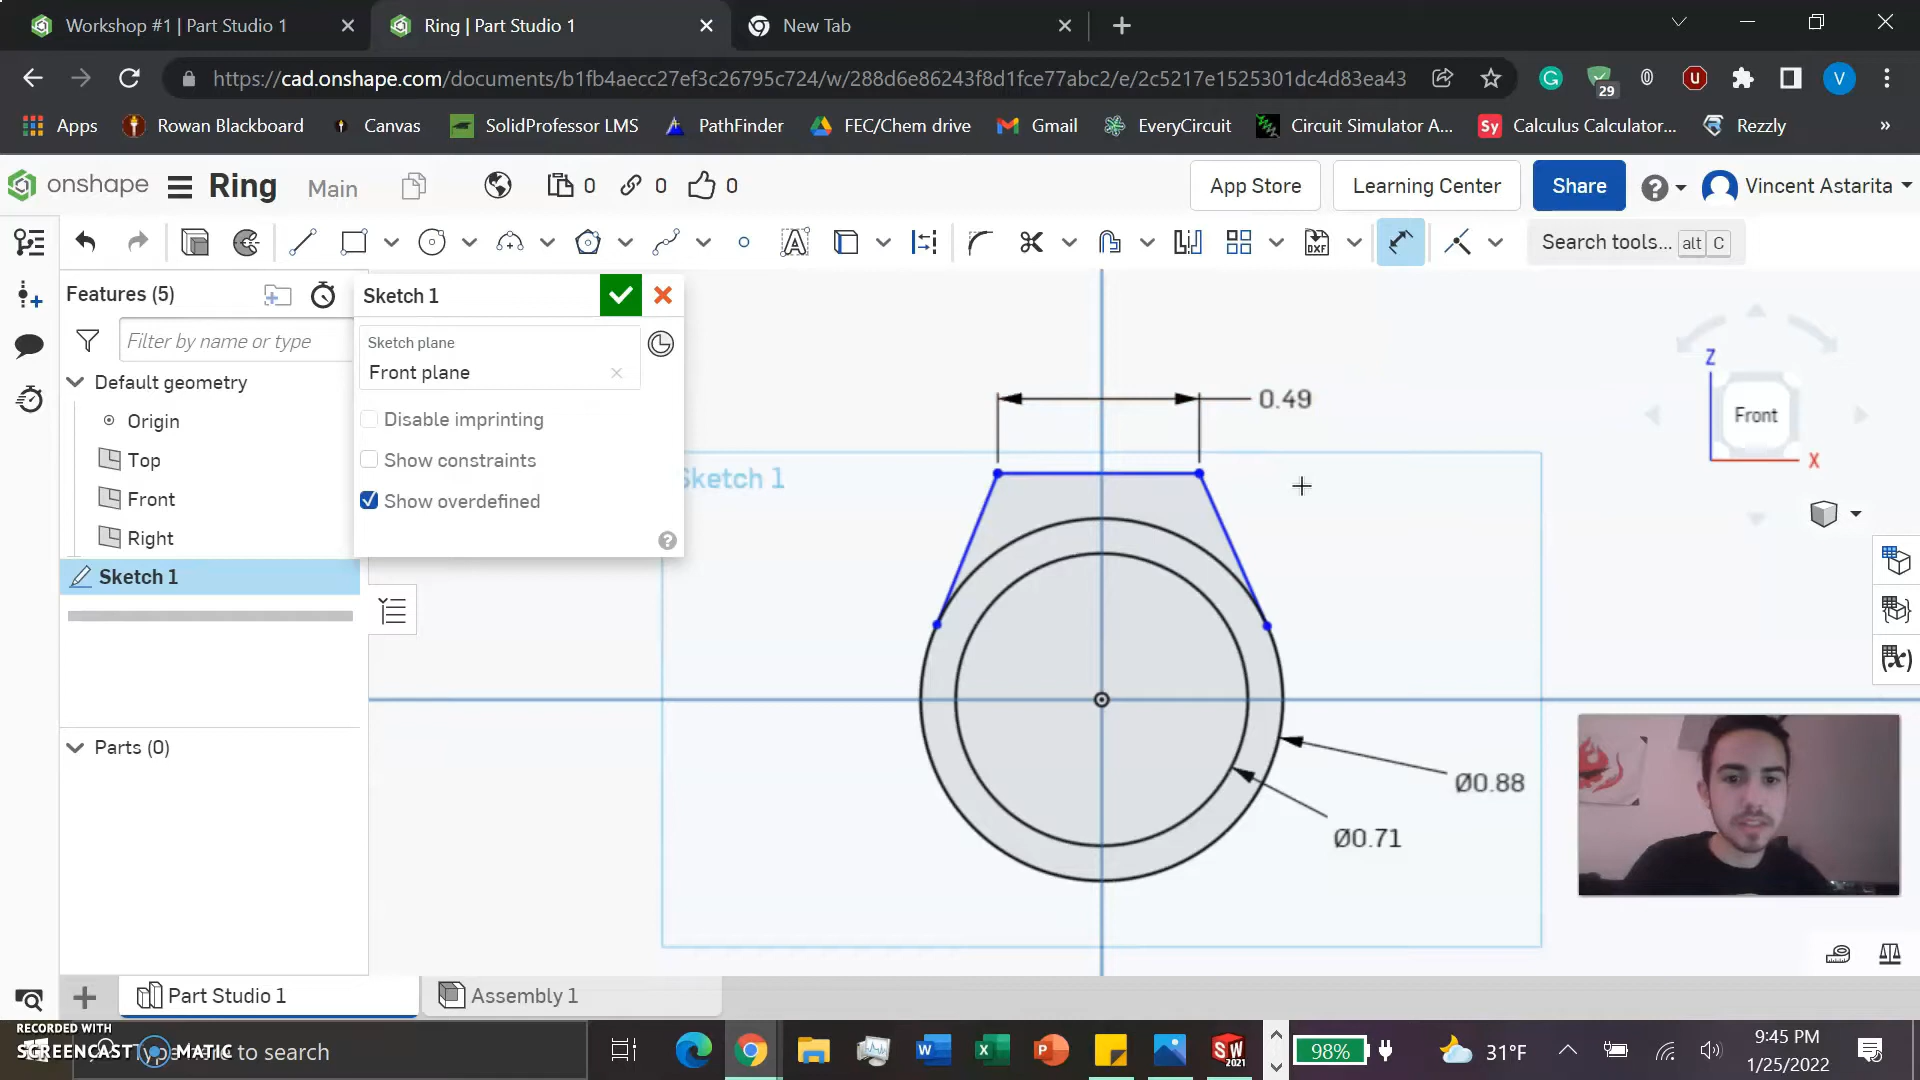 Workshop #1 | Part Studio 1
Ring | Part Studio 1
New Tab
https://cad.onshape.com/documents/b1fb4aecc27ef3c26795c724/w/288d6e86243f8d1fce77abc2/e/2c5217e1525301dc4d83ea43
29
V
Apps
Rowan Blackboard
Canvas
SolidProfessor LMS
PathFinder
FEC/Chem drive
Gmail
EveryCircuit
Circuit Simulator A...
Sy Calculus Calculator...
Rezzly
»
onshape
Ring
Main
0
0
0
App Store
Learning Center
Share
Vincent Astarita
DXF
Search tools... alt C
Features (5)
Filter by name or type
Default geometry
Origin
Top
Front
Right
Sketch 1
Parts (0)
Sketch 1
Sketch plane
Front plane
Disable imprinting
Show constraints
Show overdefined
Sketch 1
0.49
Ø0.88
Ø0.71
Z
Front
X
Part Studio 1
Assembly 1
RECORDED WITH
SCREENCAST MATIC
to search
SW
2021
98%
31°F
9:45 PM
1/25/2022